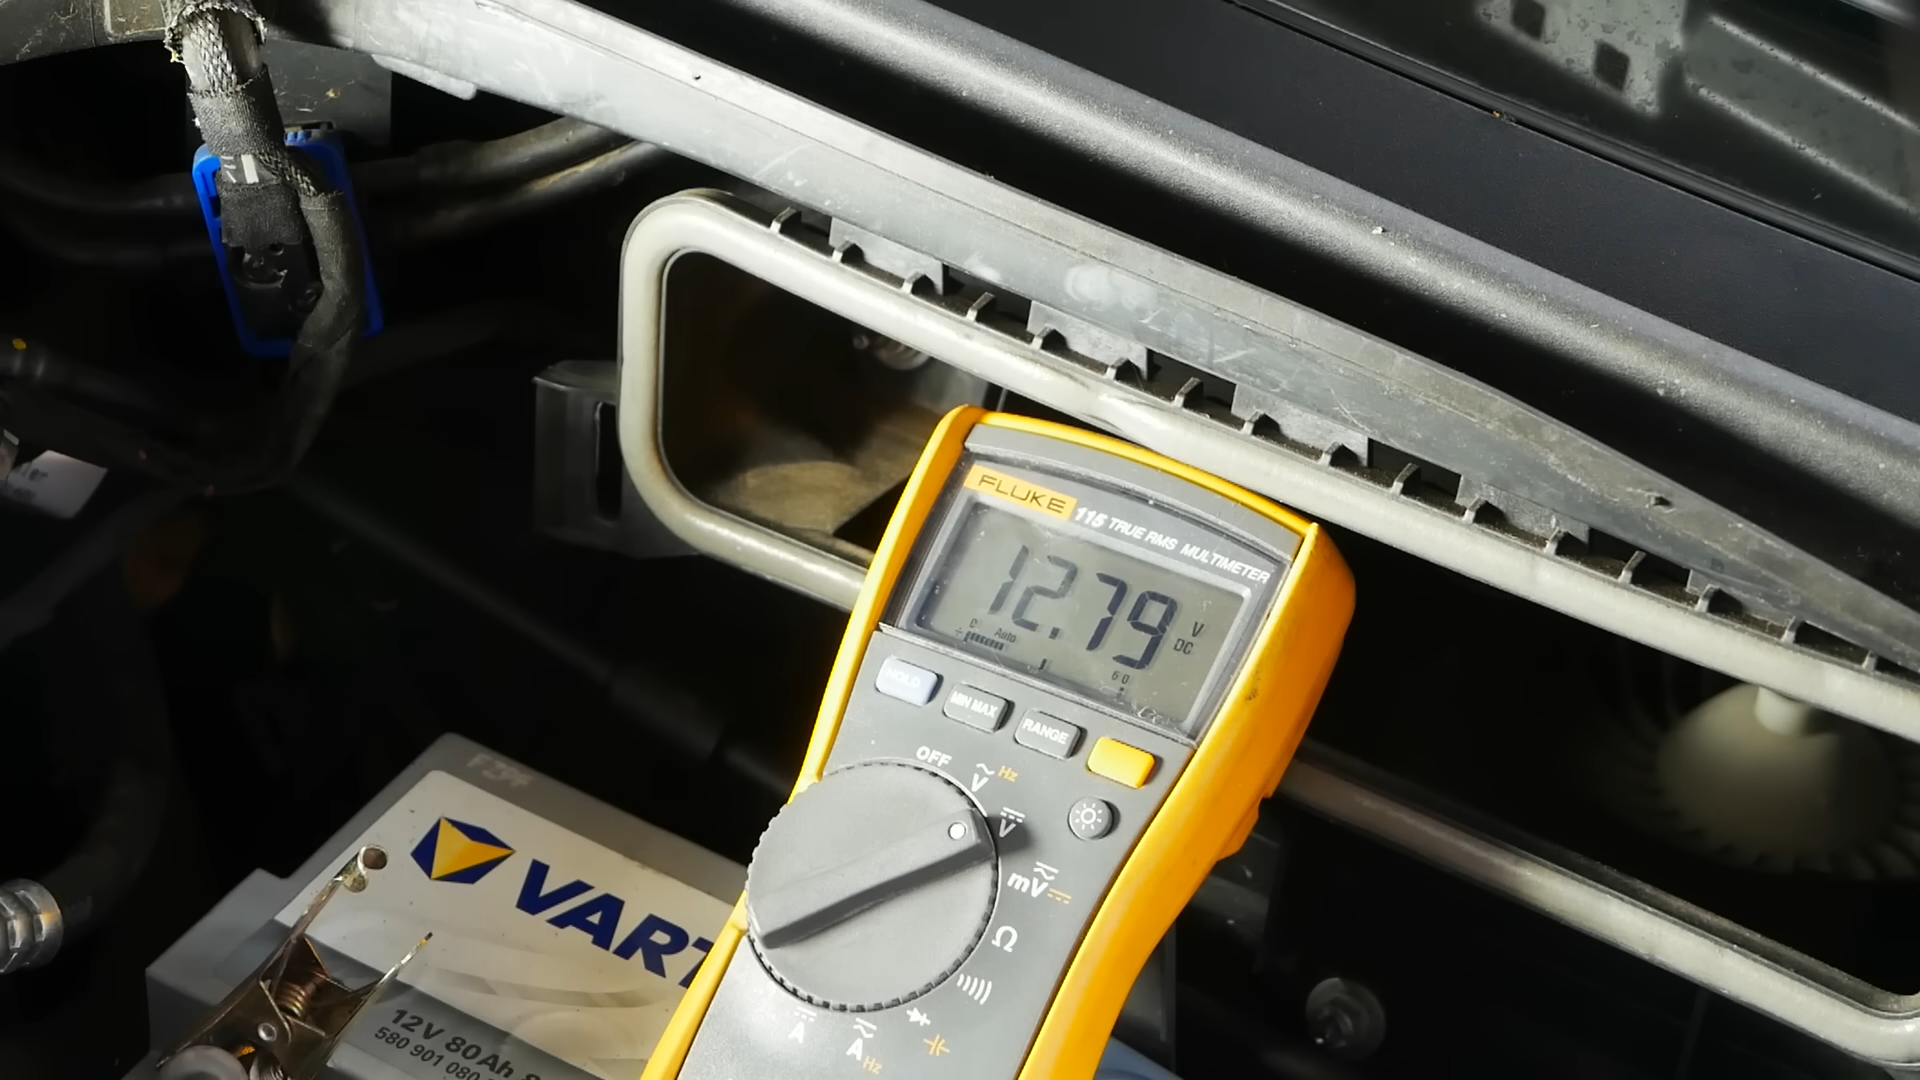 FLUKE 115 TRUE RMS MULTIMETER
12.79 V DC
Auto
60
HOLD
MIN MAX
RANGE
OFF
V Hz
V
mV
Ω
A
A Hz
VART
12V 80Ah
580 901 080